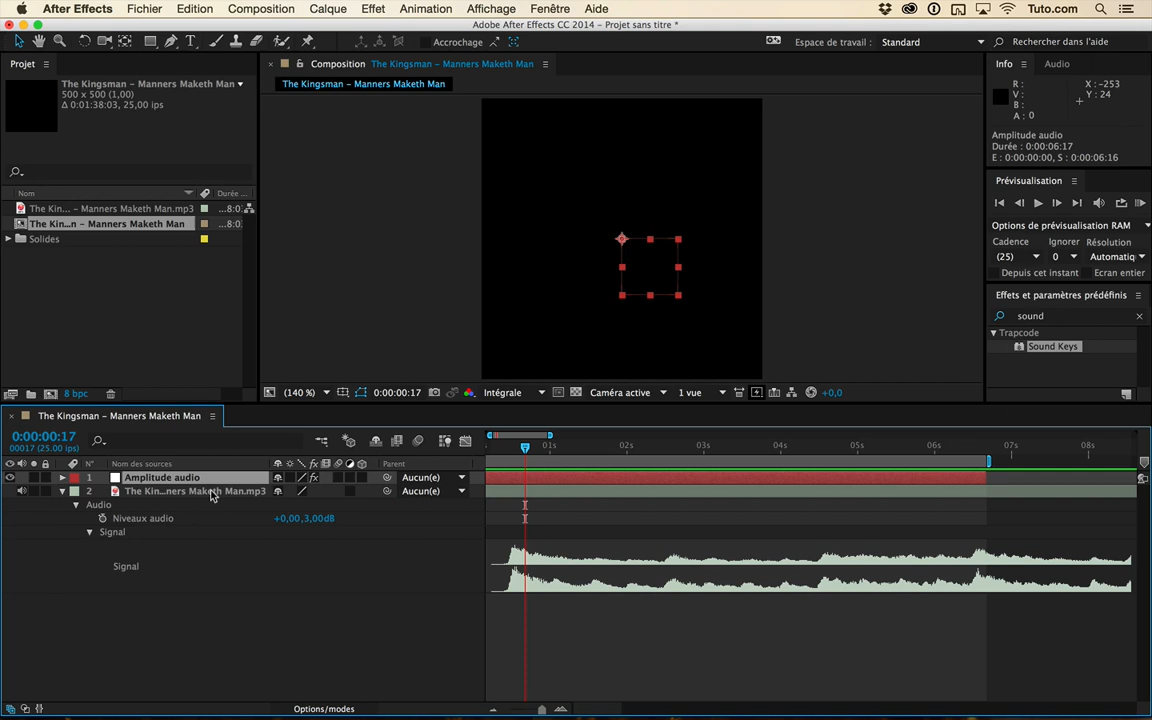 After Effects Fichier Edition Composition Calque Effet Animation Affichage Fenêtre Aide Tuto.com
Adobe After Effects CC 2014 - Projet sans titre *
Accrochage Espace de travail : Standard Rechercher dans l'aide
Projet
The Kingsman - Manners Maketh Man
500 x 500 (1,00)
Δ 0:01:38:03, 25,00 ips
Nom Durée ...
The Kin... – Manners Maketh Man.mp3 ...8:0
The Kin...n – Manners Maketh Man ...8:0
Solides
8 bpc
Composition The Kingsman - Manners Maketh Man
The Kingsman - Manners Maketh Man
(140 %) 0:00:00:17 Intégrale Caméra active 1 vue +0,0
Info Audio
R : X : -253
V : Y : 24
B :
A : 0
Amplitude audio
Durée : 0:00:06:17
E : 0:00:00:00, S : 0:00:06:16
Prévisualisation
Options de prévisualisation RAM
Cadence Ignorer Résolution
(25) 0 Automatiq
Depuis cet instant Ecran entier
Effets et paramètres prédéfinis
sound
Trapcode
Sound Keys
The Kingsman - Manners Maketh Man
0:00:00:17
00017 (25.00 ips)
01s 02s 03s 04s 05s 06s 07s 08s
N° Nom des sources fx Parent
1 Amplitude audio fx Aucun(e)
2 The Kin...ners Maketh Man.mp3 Aucun(e)
Audio
Niveaux audio +0,00,3,00dB
Signal
Signal
Options/modes